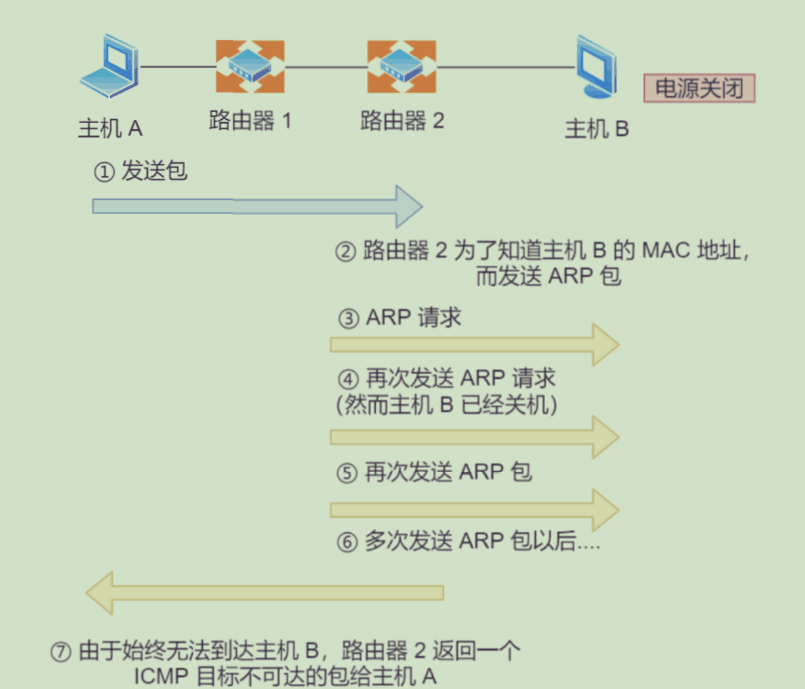 电源关闭
主机 A
路由器 1
路由器 2
主机 B
① 发送包
② 路由器 2 为了知道主机 B 的 MAC 地址，
而发送 ARP 包
③ ARP 请求
④ 再次发送 ARP 请求
（然而主机 B 已经关机）
⑤ 再次发送 ARP 包
⑥ 多次发送 ARP 包以后....
⑦ 由于始终无法到达主机 B，路由器 2 返回一个
ICMP 目标不可达的包给主机 A